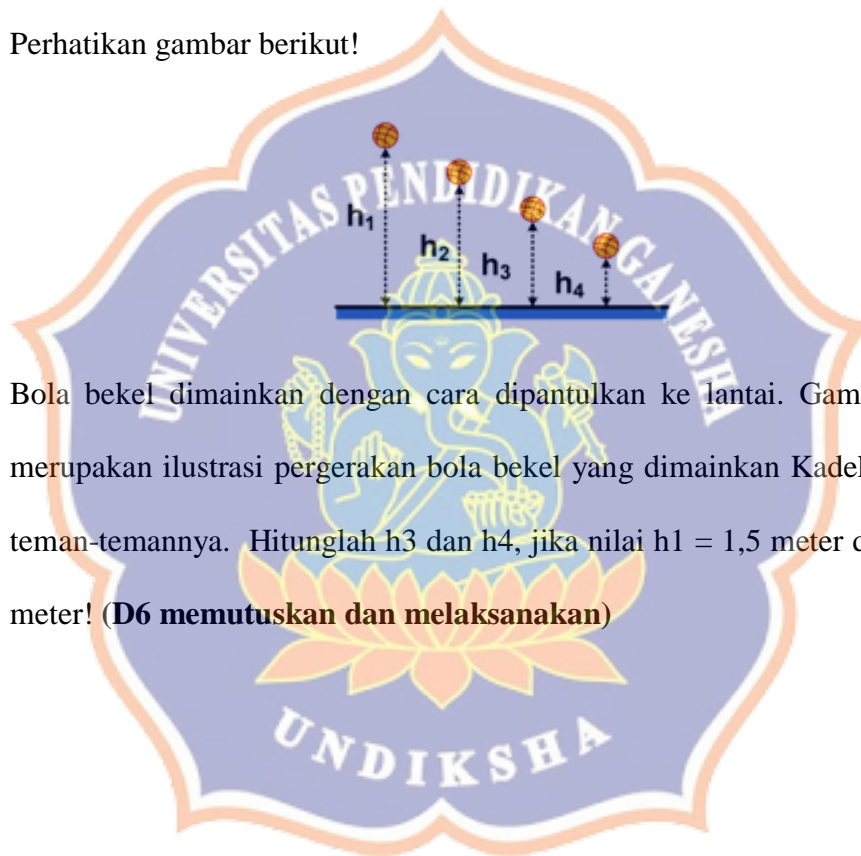 Perhatikan gambar berikut!
UNIVERSITAS PENDIDIKAN GANESHA
h1
h2
h3
h4
Bola bekel dimainkan dengan cara dipantulkan ke lantai. Gam
merupakan ilustrasi pergerakan bola bekel yang dimainkan Kade
teman-temannya. Hitunglah h3 dan h4, jika nilai h1 = 1,5 meter d
meter! (D6 memutuskan dan melaksanakan)
UNDIKSHA